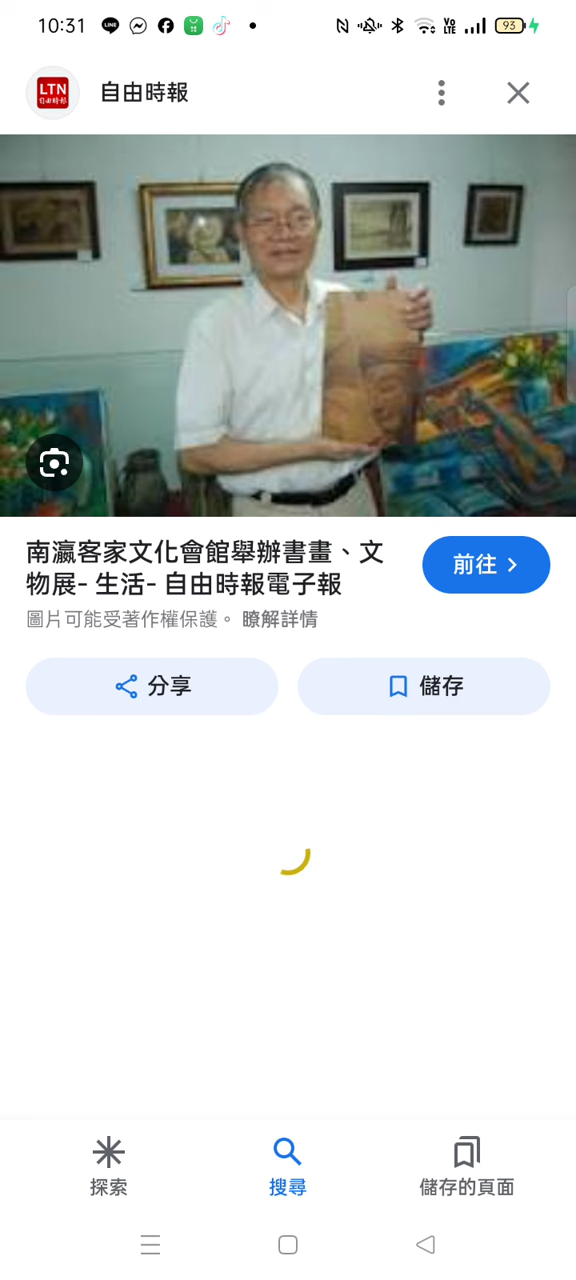 10:31
LINE
VO
LTE
93
LTN
自由時報
自由時報
南瀛客家文化會館舉辦書畫、文
物展- 生活- 自由時報電子報
前往
圖片可能受著作權保護。 瞭解詳情
分享
儲存
探索
搜尋
儲存的頁面